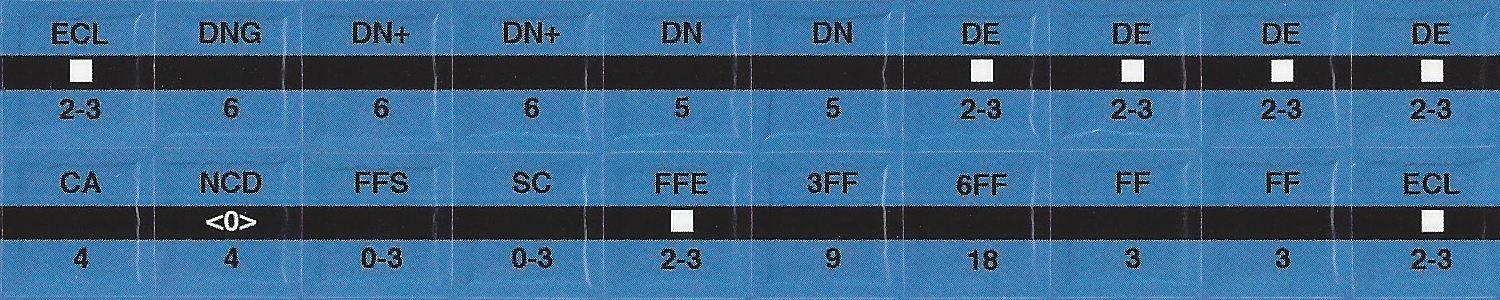 ECL DNG DN+ DN+ DN DN DE DE DE DE
2-3 6 6 6 5 5 2-3 2-3 2-3 2-3
CA NCD FFS SC FFE 3FF 6FF FF FF ECL
<0>
4 4 0-3 0-3 2-3 9 18 3 3 2-3